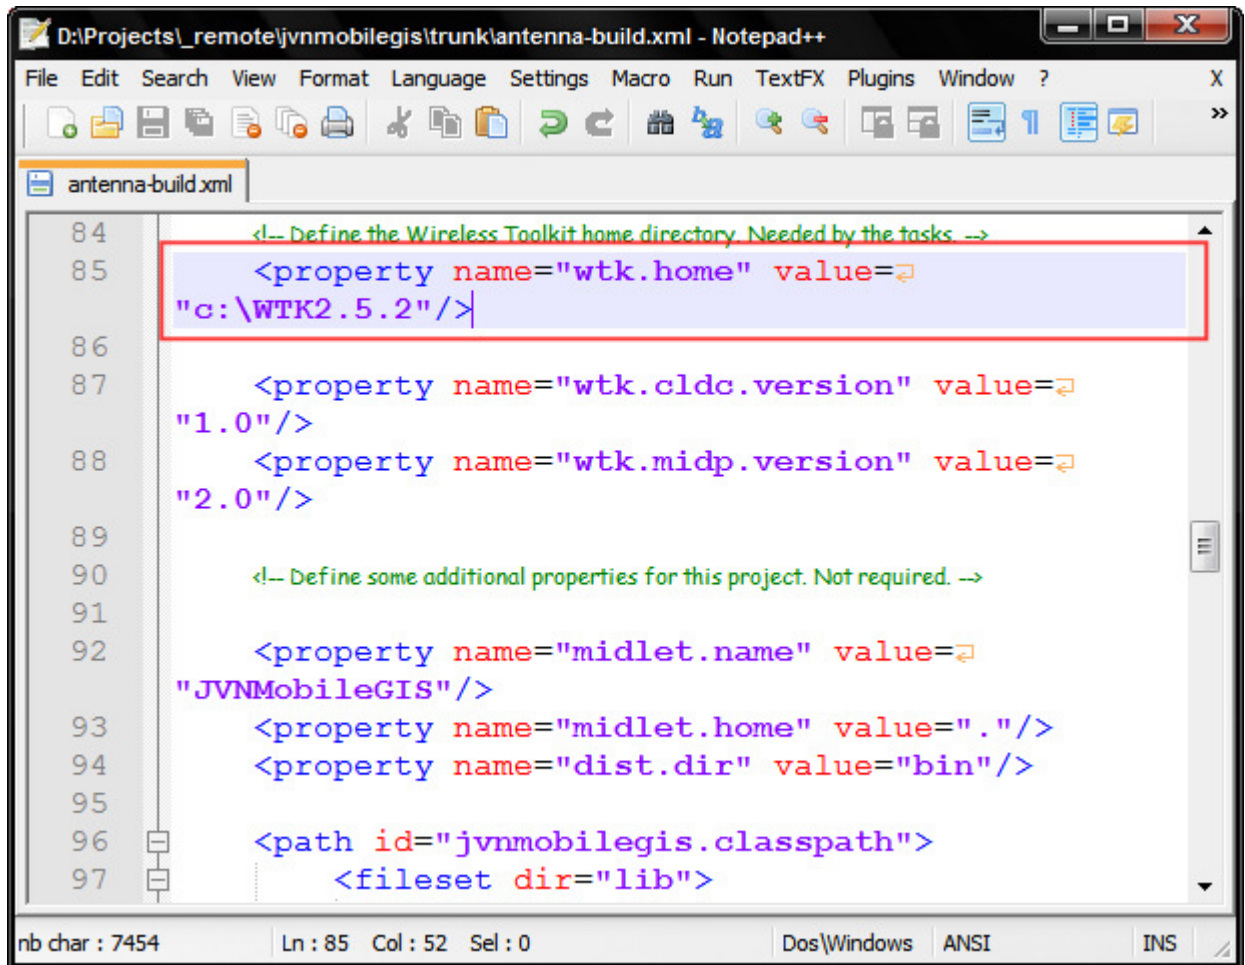 D:\Projects\_remote\jvnmobilegis\trunk\antenna-build.xml - Notepad++
File Edit Search View Format Language Settings Macro Run TextFX Plugins Window ? X
antenna-build.xml
84 <!-- Define the Wireless Toolkit home directory. Needed by the tasks. -->
85 <property name="wtk.home" value=
"c:\WTK2.5.2"/>
86
87 <property name="wtk.cldc.version" value=
"1.0"/>
88 <property name="wtk.midp.version" value=
"2.0"/>
89
90 <!-- Define some additional properties for this project. Not required. -->
91
92 <property name="midlet.name" value=
"JVNMobileGIS"/>
93 <property name="midlet.home" value="."/>
94 <property name="dist.dir" value="bin"/>
95
96 <path id="jvnmobilegis.classpath">
97 <fileset dir="lib">
nb char : 7454 Ln : 85 Col : 52 Sel : 0 Dos\Windows ANSI INS